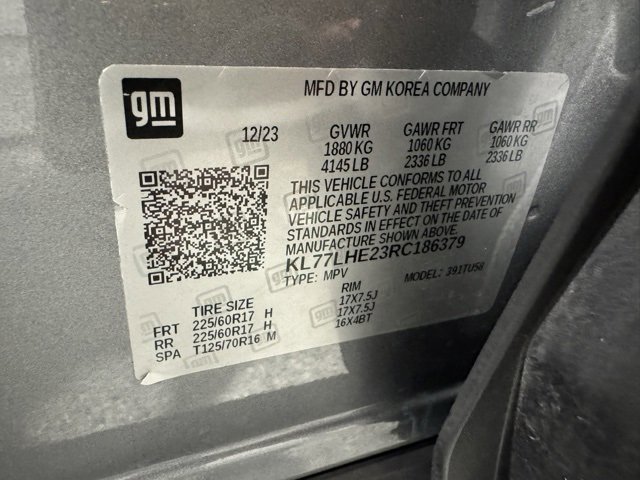 gm
MFD BY GM KOREA COMPANY
12/23 GVWR GAWR FRT GAWR RR
1880 KG 1060 KG 1060 KG
4145 LB 2336 LB 2336 LB
THIS VEHICLE CONFORMS TO ALL
APPLICABLE U.S. FEDERAL MOTOR
VEHICLE SAFETY AND THEFT PREVENTION
STANDARDS IN EFFECT ON THE DATE OF
MANUFACTURE SHOWN ABOVE.
KL77LHE23RC186379
TYPE: MPV MODEL: 391TU58
TIRE SIZE RIM
FRT 225/60R17 H 17X7.5J
RR 225/60R17 H 17X7.5J
SPA T125/70R16 M 16X4BT